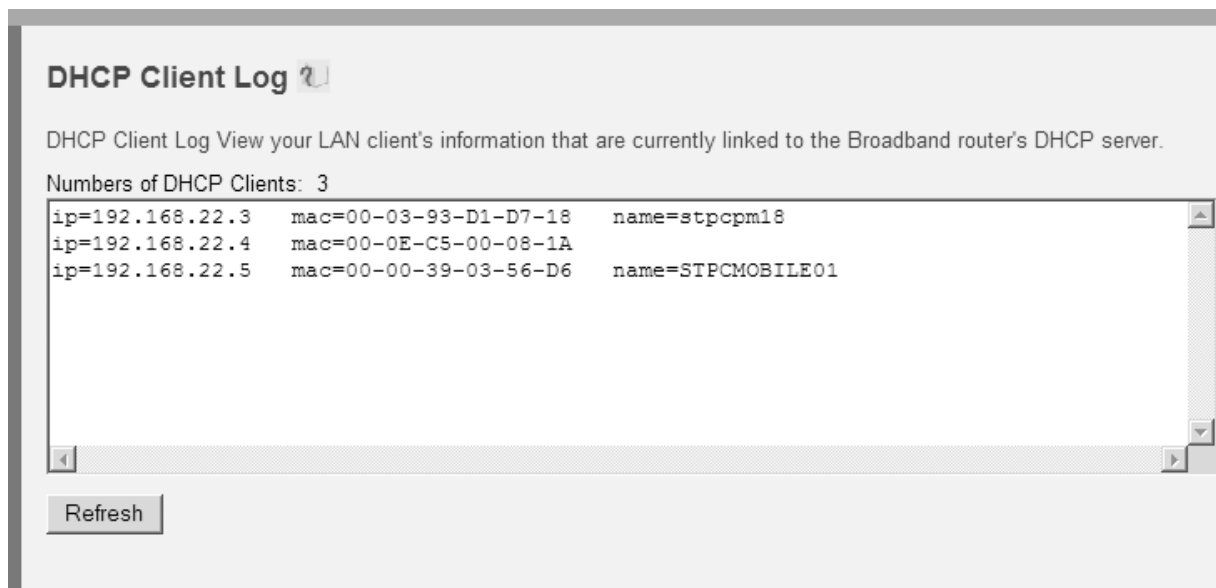 DHCP Client Log
DHCP Client Log View your LAN client's information that are currently linked to the Broadband router's DHCP server.
Numbers of DHCP Clients: 3
ip=192.168.22.3 mac=00-03-93-D1-D7-18 name=stpcpm18
ip=192.168.22.4 mac=00-0E-C5-00-08-1A
ip=192.168.22.5 mac=00-00-39-03-56-D6 name=STPCMOBILE01
Refresh